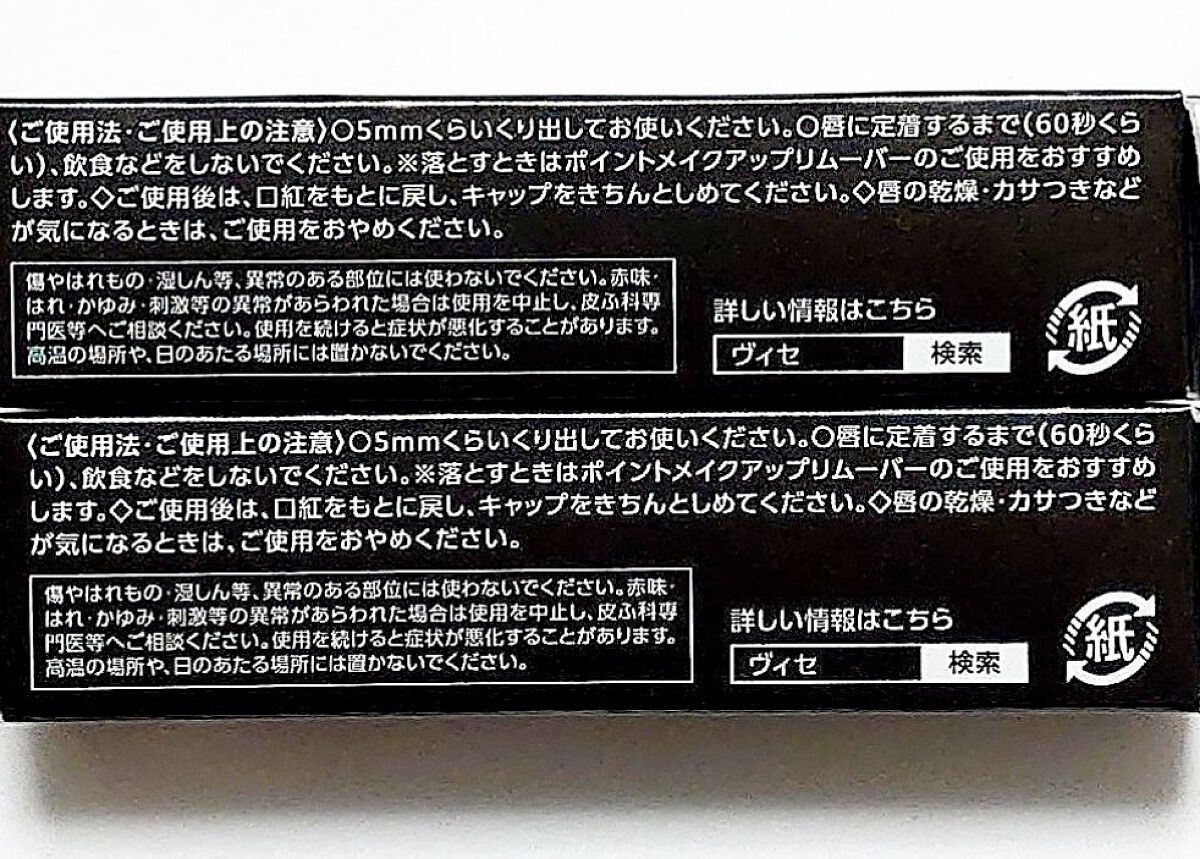 〈ご使用法・ご使用上の注意〉○5mmくらいくり出してお使いください。○唇に定着するまで(60秒くら
い)、飲食などをしないでください。※落とすときはポイントメイクアップリムーバーのご使用をおすすめ
します。◇ご使用後は、口紅をもとに戻し、キャップをきちんとしめてください。◇唇の乾燥・カサつきなど
が気になるときは、ご使用をおやめください。
傷やはれもの・湿しん等、異常のある部位には使わないでください。赤味・
はれ・かゆみ・刺激等の異常があらわれた場合は使用を中止し、皮ふ科専
門医等へご相談ください。使用を続けると症状が悪化することがあります。
高温の場所や、日のあたる場所には置かないでください。
詳しい情報はこちら
ヴィセ 検索
紙
〈ご使用法・ご使用上の注意〉○5mmくらいくり出してお使いください。○唇に定着するまで(60秒くら
い)、飲食などをしないでください。※落とすときはポイントメイクアップリムーバーのご使用をおすすめ
します。◇ご使用後は、口紅をもとに戻し、キャップをきちんとしめてください。◇唇の乾燥・カサつきなど
が気になるときは、ご使用をおやめください。
傷やはれもの・湿しん等、異常のある部位には使わないでください。赤味・
はれ・かゆみ・刺激等の異常があらわれた場合は使用を中止し、皮ふ科専
門医等へご相談ください。使用を続けると症状が悪化することがあります。
高温の場所や、日のあたる場所には置かないでください。
詳しい情報はこちら
ヴィセ 検索
紙